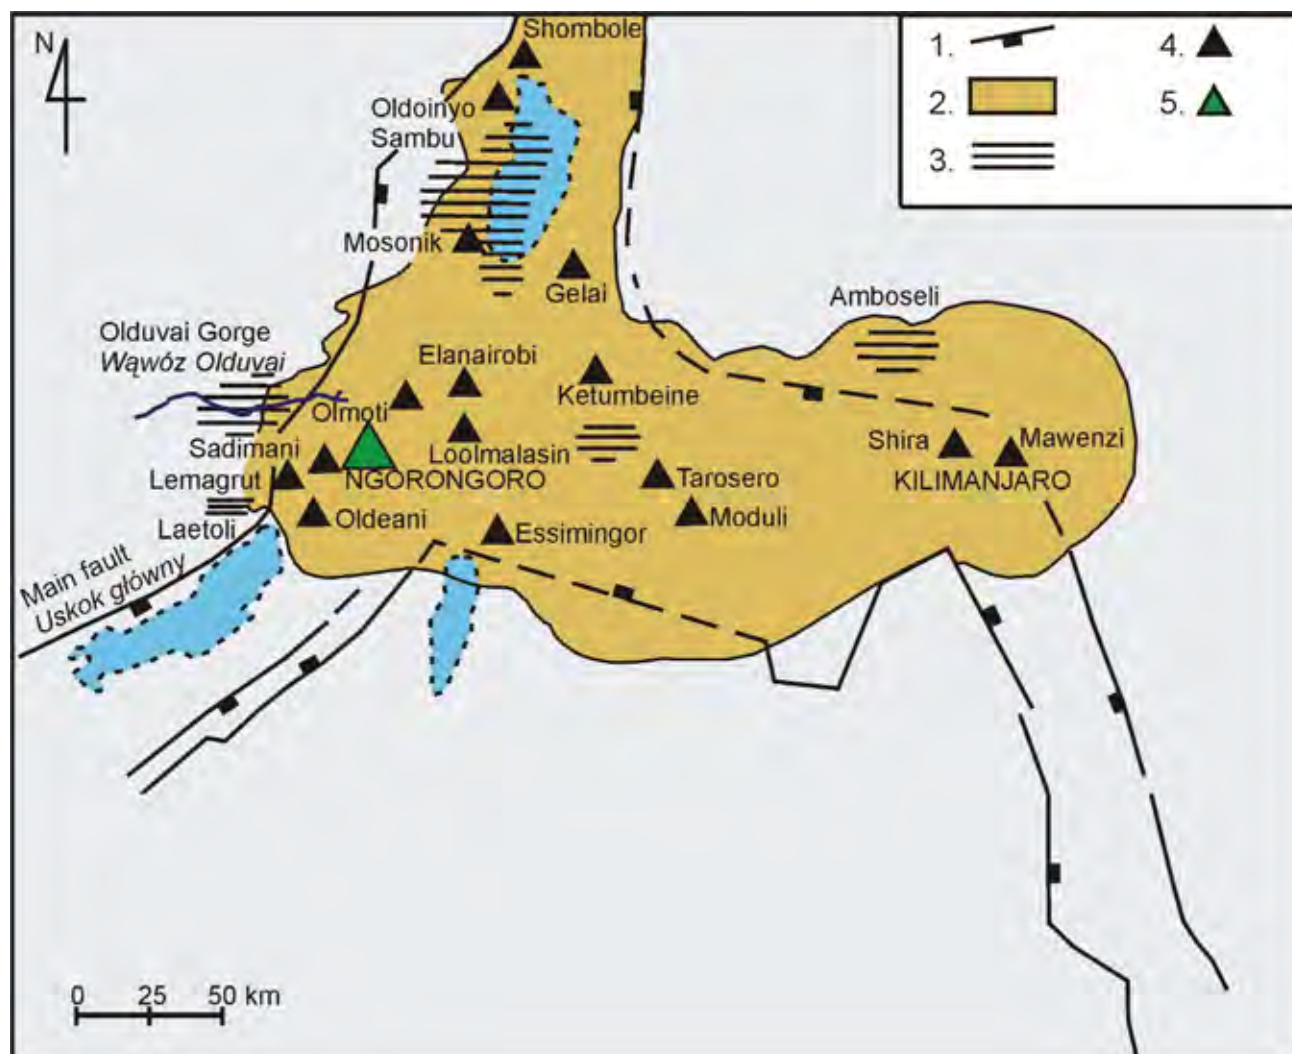 Shombole
1.
4.
N
2.
5.
Oldoinyo
Sambu
3.
Mosonik
Gelai
Amboseli
Olduvai Gorge
Wąwóz Olduvai
Elanairobi
Ketumbeine
Olmoti
Sadimani
Loolmalasin
Shira
Mawenzi
Lemagrut
NGORONGORO
Tarosero
KILIMANJARO
Laetoli
Oldeani
Essimingor
Moduli
Main fault
Uskok główny
0 25 50 km